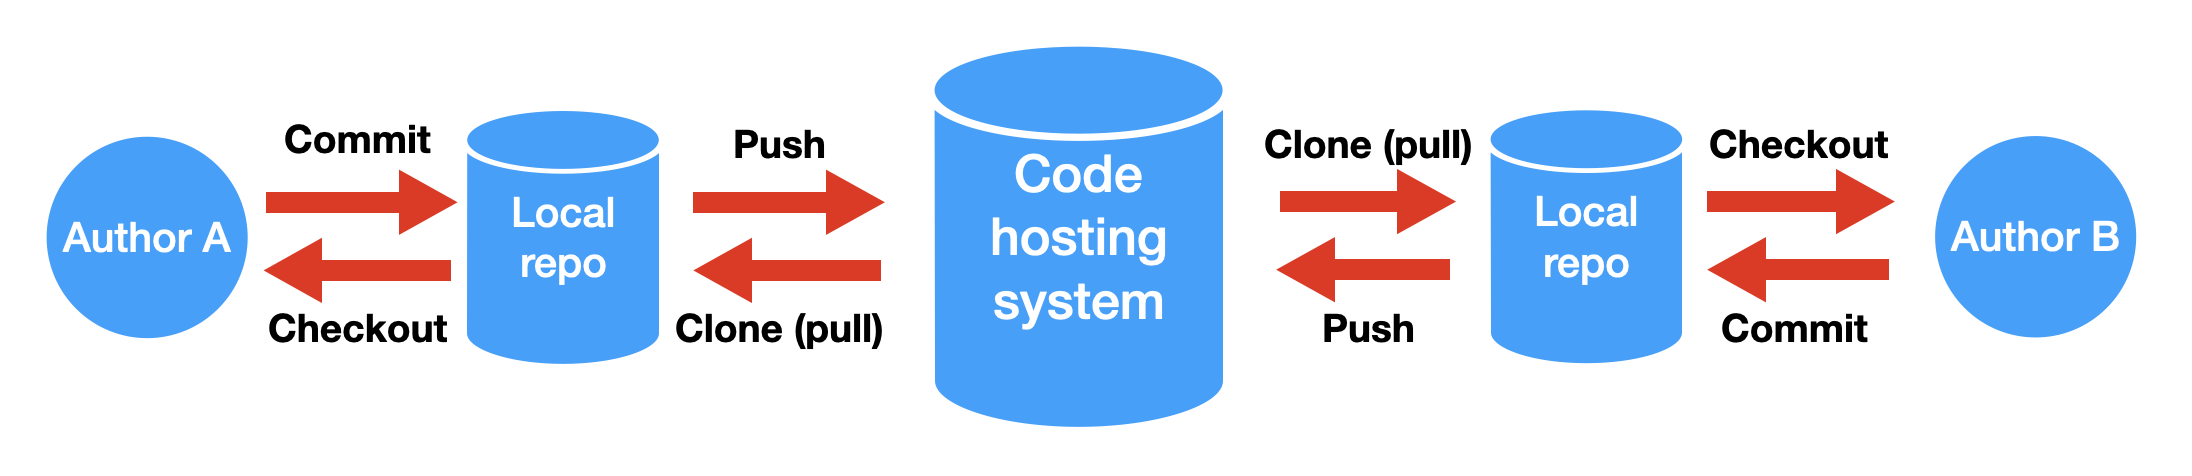 Author A
Commit
Checkout
Local
repo
Push
Clone (pull)
Code
hosting
system
Clone (pull)
Push
Local
repo
Checkout
Commit
Author B